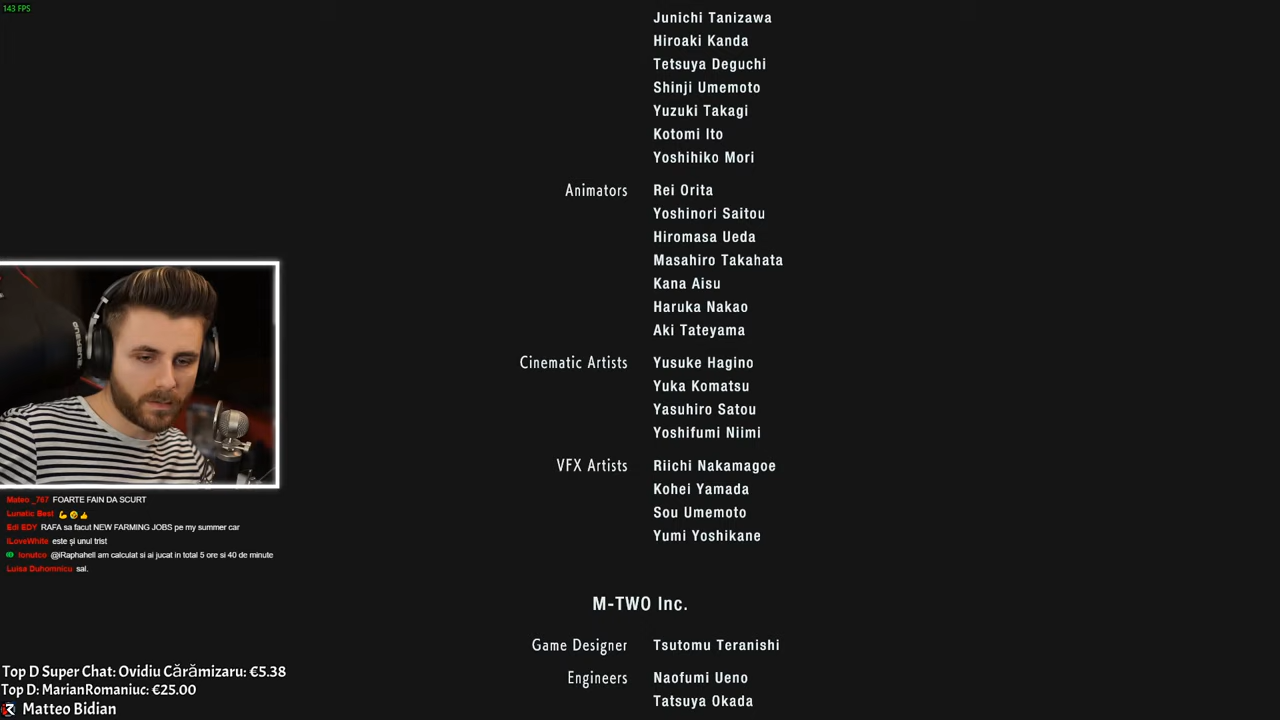 143 FPS
Junichi Tanizawa
Hiroaki Kanda
Tetsuya Deguchi
Shinji Umemoto
Yuzuki Takagi
Kotomi Ito
Yoshihiko Mori
Animators Rei Orita
Yoshinori Saitou
Hiromasa Ueda
Masahiro Takahata
Kana Aisu
Haruka Nakao
Aki Tateyama
Cinematic Artists Yusuke Hagino
Yuka Komatsu
Yasuhiro Satou
Yoshifumi Niimi
VFX Artists Riichi Nakamagoe
Kohei Yamada
Sou Umemoto
Yumi Yoshikane
M-TWO Inc.
Game Designer Tsutomu Teranishi
Engineers Naofumi Ueno
Tatsuya Okada
Mateo _767 FOARTE FAIN DA SCURT
Lunatic Best 💪🤣👍
Edi EDY RAFA sa facut NEW FARMING JOBS pe my summer car
ILoveWhite este și unul trist
Ionutco @iRaphahell am calculat si ai jucat in total 5 ore si 40 de minute
Luisa Duhomnicu sal.
Top D Super Chat: Ovidiu Cărămizaru: €5.38
Top D: MarianRomaniuc: €25.00
Matteo Bidian